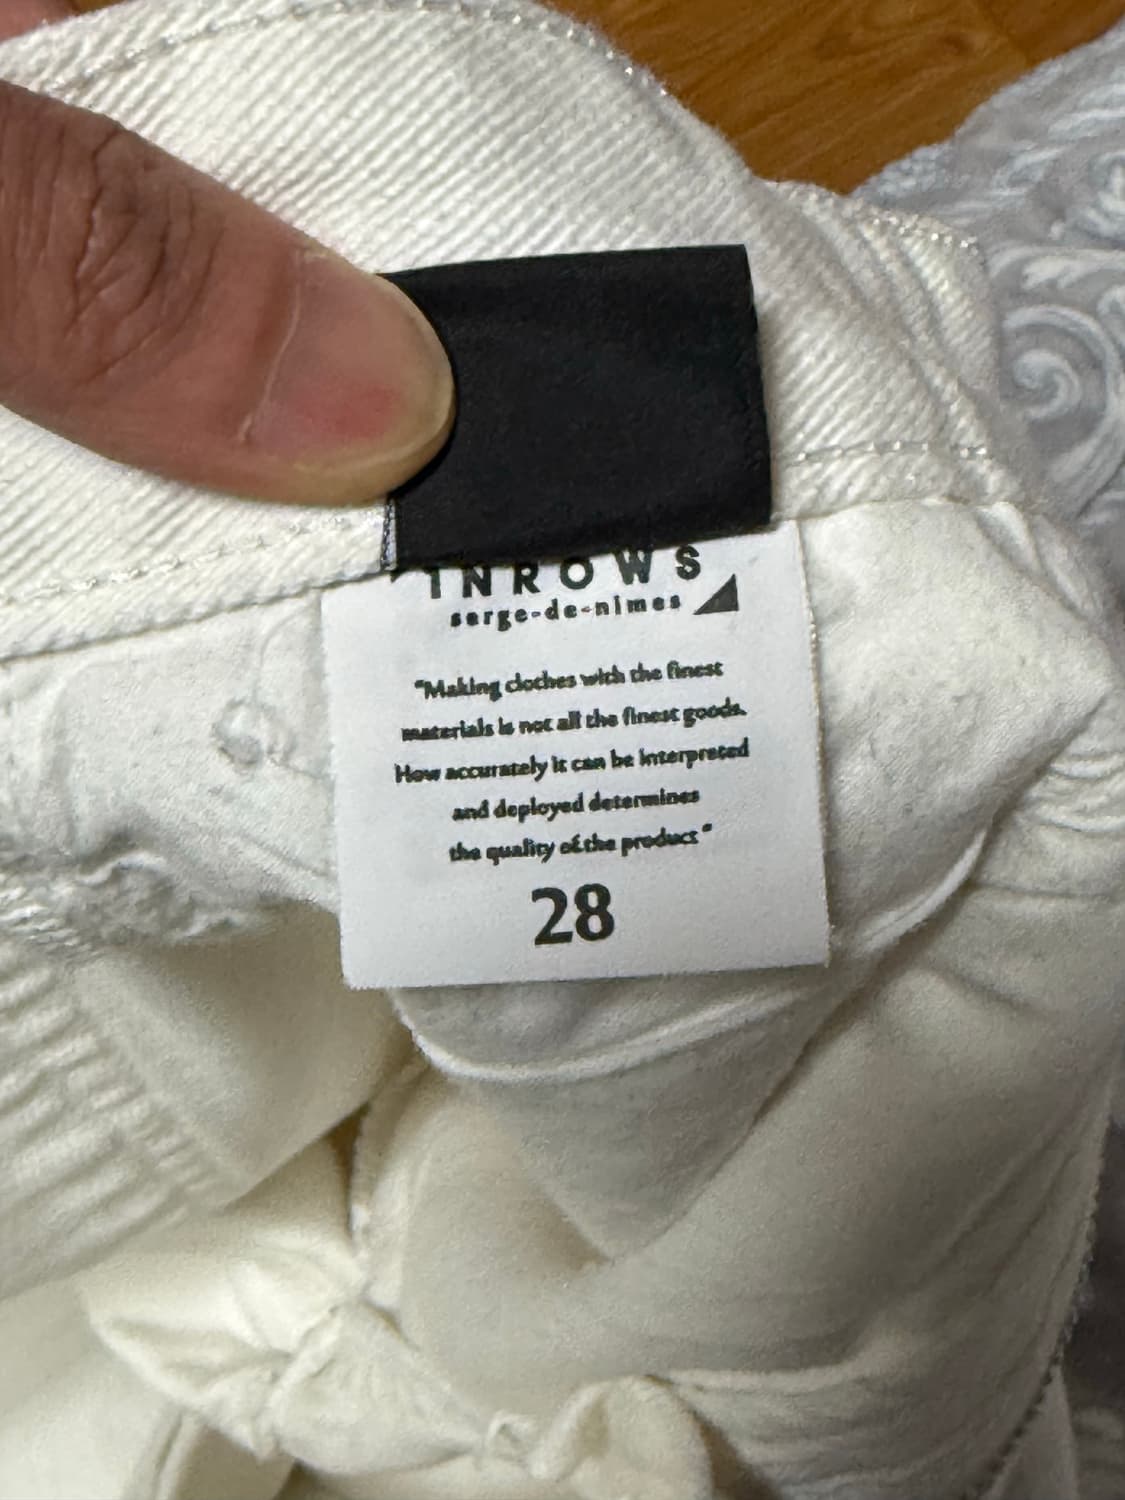 INROWS
serge-de-nimes
"Making clothes with the finest
materials is not all the finest goods.
How accurately it can be interpreted
and deployed determines
the quality of the product"
28